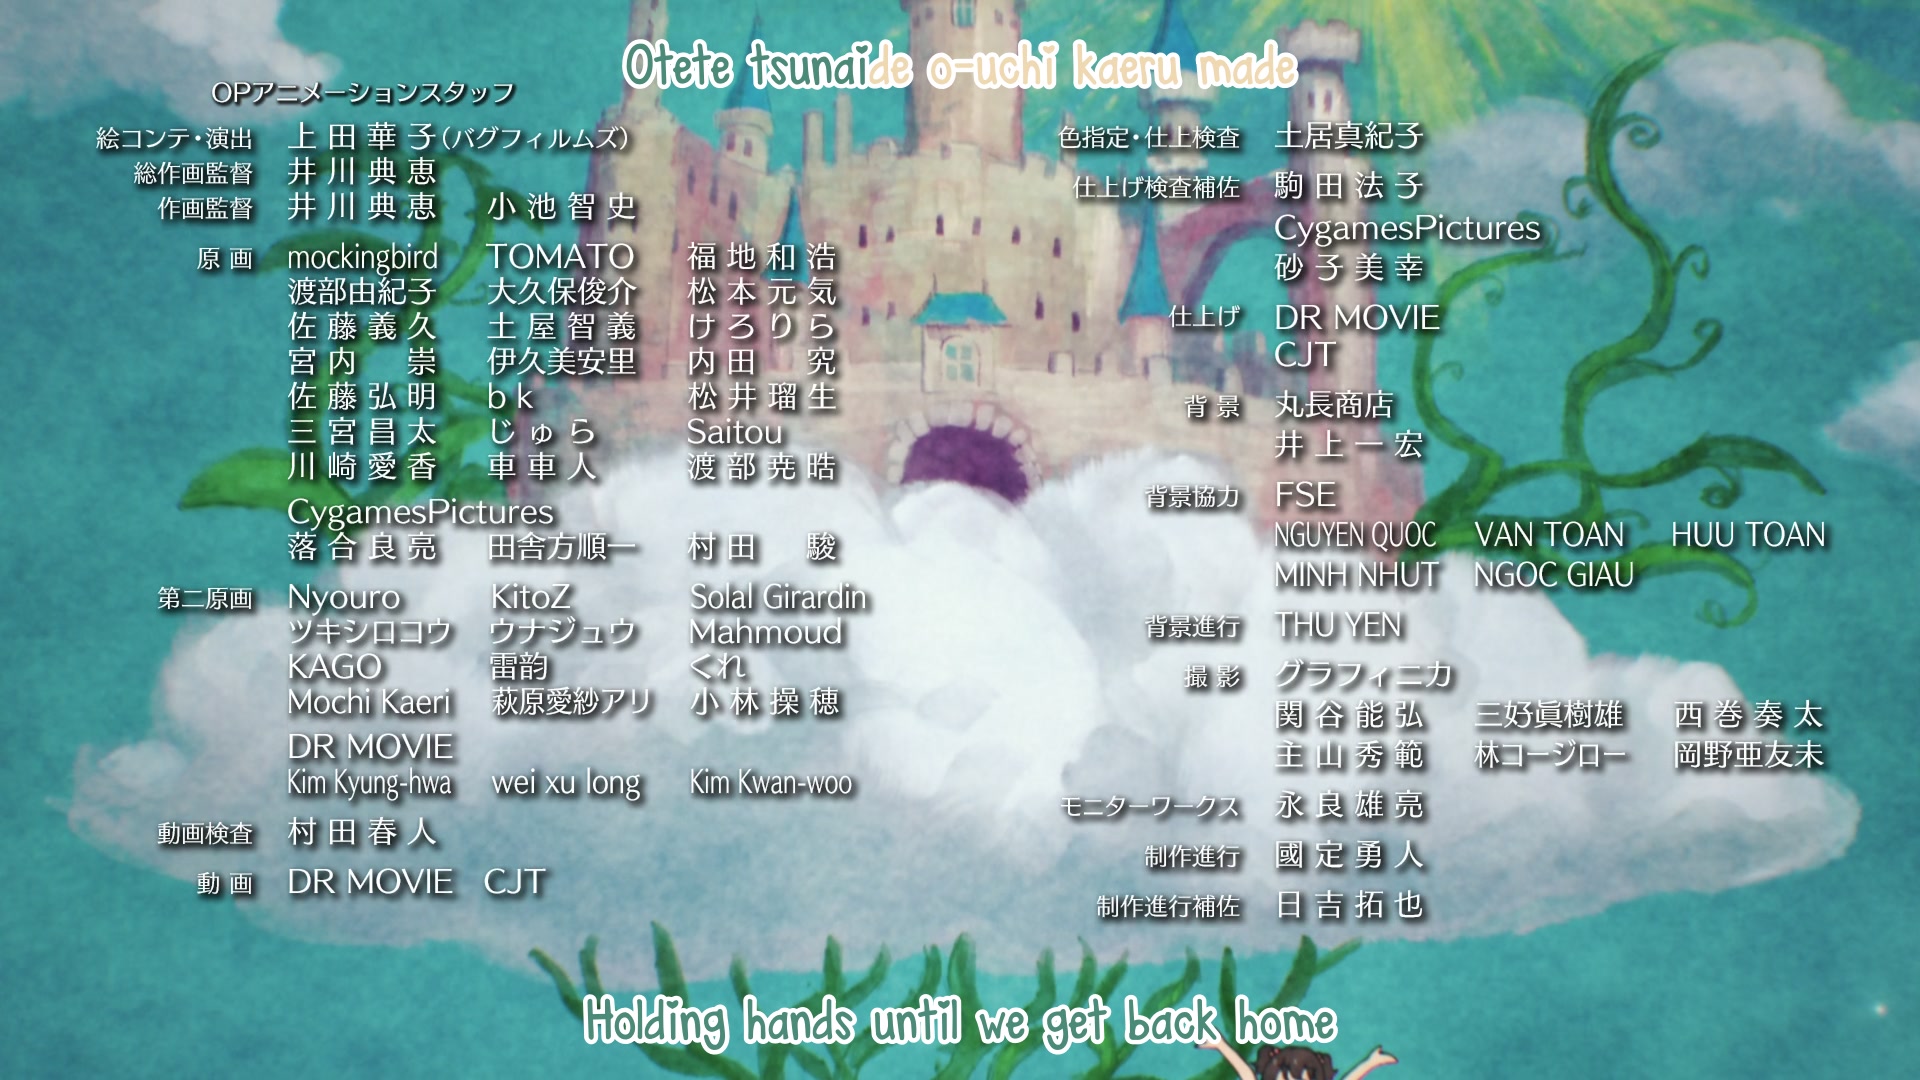 Otete tsunaide o-uchi kaeru made
OPアニメーションスタッフ
絵コンテ・演出 上田華子(バグフィルムズ)
総作画監督 井川典恵
作画監督 井川典恵 小池智史
原画 mockingbird TOMATO 福地和浩
渡部由紀子 大久保俊介 松本元気
佐藤義久 土屋智義 けろりら
宮内崇 伊久美安里 内田究
佐藤弘明 bk 松井瑠生
三宮昌太 じゅら Saitou
川崎愛香 車車人 渡部尭晧
CygamesPictures
落合良亮 田舎方順一 村田駿
第二原画 Nyouro KitoZ Solal Girardin
ツキシロコウ ウナジュウ Mahmoud
KAGO 雷韵 くれ
Mochi Kaeri 萩原愛紗アリ 小林操穂
DR MOVIE
Kim Kyung-hwa wei xu long Kim Kwan-woo
動画検査 村田春人
動画 DR MOVIE CJT
色指定・仕上検査 土居真紀子
仕上げ検査補佐 駒田法子
CygamesPictures
砂子美幸
仕上げ DR MOVIE
CJT
背景 丸長商店
井上一宏
背景協力 FSE
NGUYEN QUOC VAN TOAN HUU TOAN
MINH NHUT NGOC GIAU
背景進行 THU YEN
撮影 グラフィニカ
関谷能弘 三好眞樹雄 西巻奏太
主山秀範 林コージロー 岡野亜友未
モニターワークス 永良雄亮
制作進行 國定勇人
制作進行補佐 日吉拓也
Holding hands until we get back home